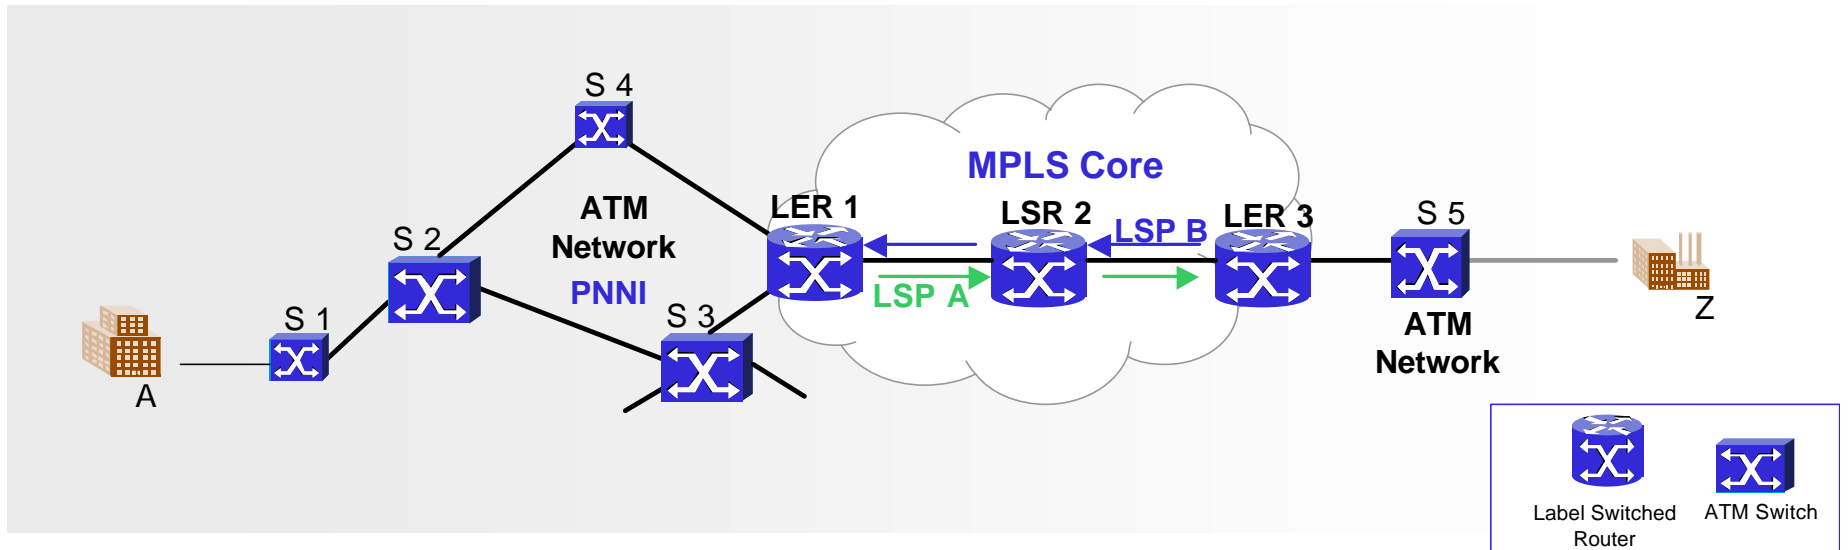 S 4
MPLS Core
ATM
Network
PNNI
LER 1
LSR 2
LSP B
LER 3
S 5
S 2
LSP A
S 3
S 1
A
Z
ATM
Network
Label Switched
Router
ATM Switch